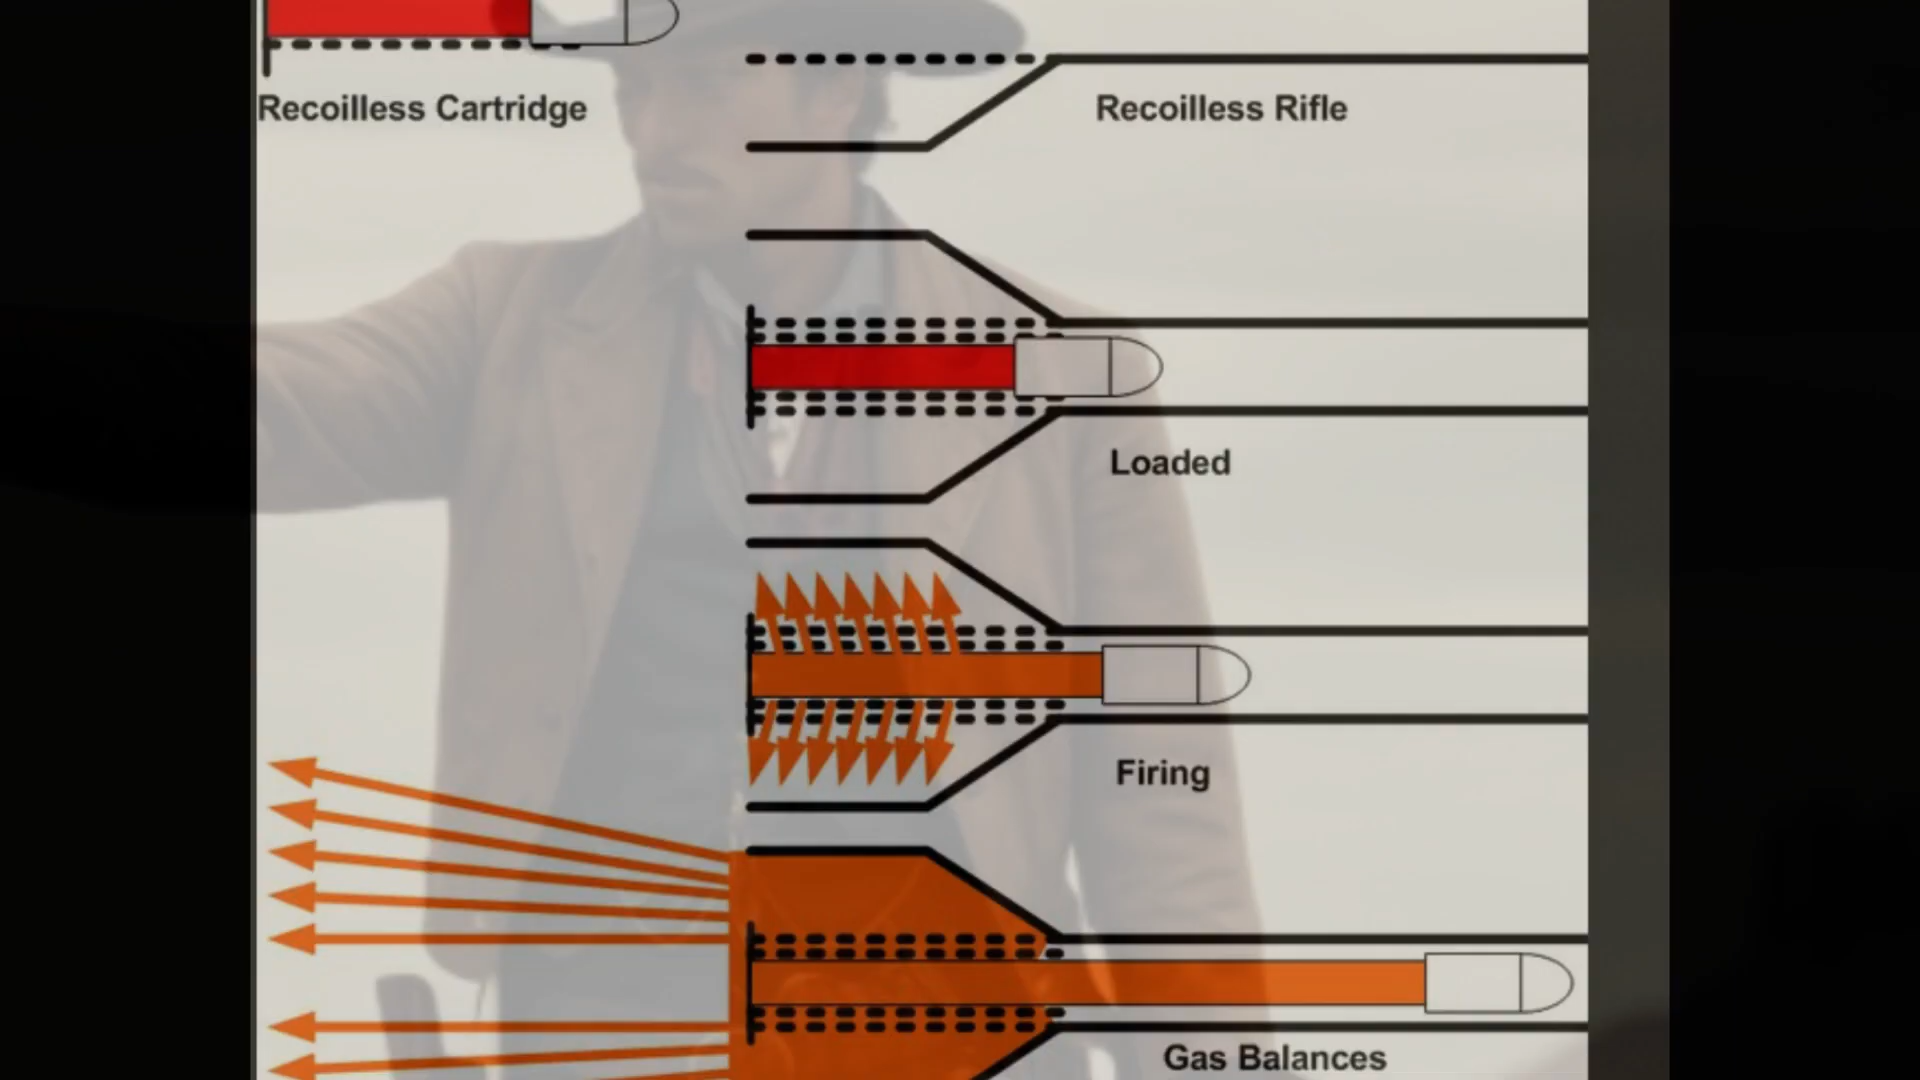 Recoilless Cartridge
Recoilless Rifle
Loaded
Firing
Gas Balances